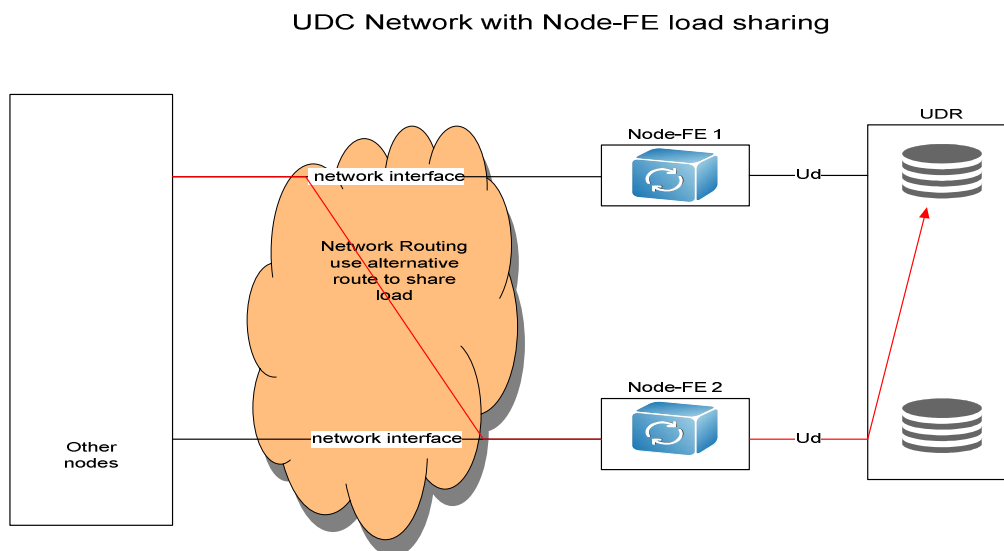 UDC Network with Node-FE load sharing
UDR
Node-FE 1
network interface
Ud
Network Routing
use alternative
route to share
load
Node-FE 2
network interface
Ud
Other
nodes